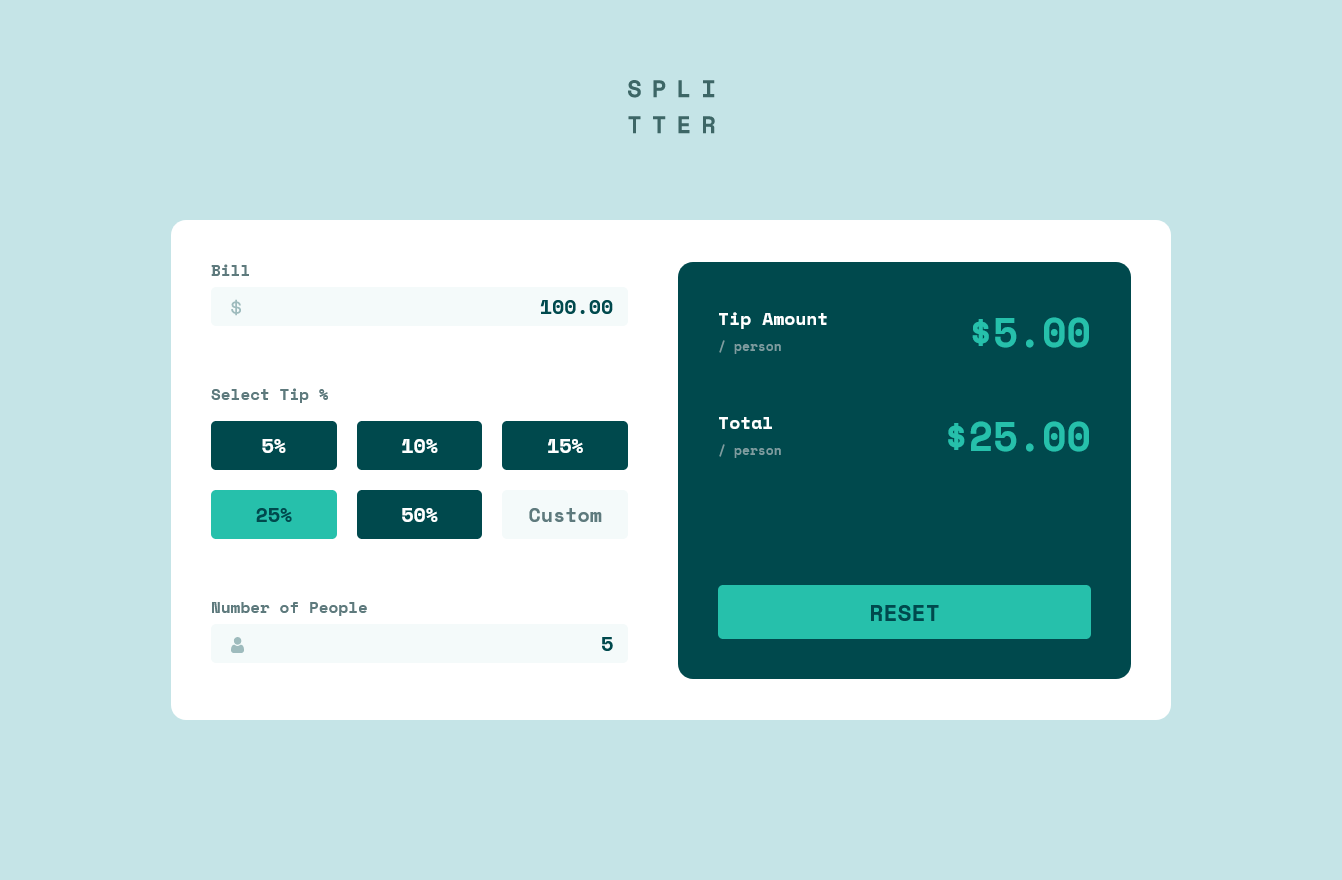 SPLI
TTER
Bill
$ 100.00
Select Tip %
5% 10% 15%
25% 50% Custom
Number of People
5
Tip Amount
/ person
$5.00
Total
/ person
$25.00
RESET